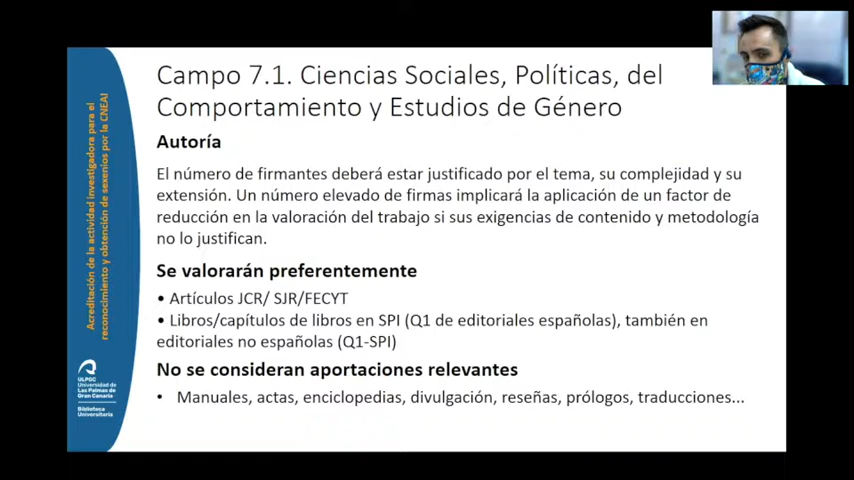 Campo 7.1. Ciencias Sociales, Políticas, del
Comportamiento y Estudios de Género
Autoría
El número de firmantes deberá estar justificado por el tema, su complejidad y su
extensión. Un número elevado de firmas implicará la aplicación de un factor de
reducción en la valoración del trabajo si sus exigencias de contenido y metodología
no lo justifican.
Se valorarán preferentemente
• Artículos JCR/ SJR/FECYT
• Libros/capítulos de libros en SPI (Q1 de editoriales españolas), también en
editoriales no españolas (Q1-SPI)
No se consideran aportaciones relevantes
• Manuales, actas, enciclopedias, divulgación, reseñas, prólogos, traducciones...
Acreditación de la actividad investigadora para el
reconocimiento y obtención de sexenios por la CNEAI
ULPGC
Universidad de
Las Palmas de
Gran Canaria
Biblioteca
Universitaria